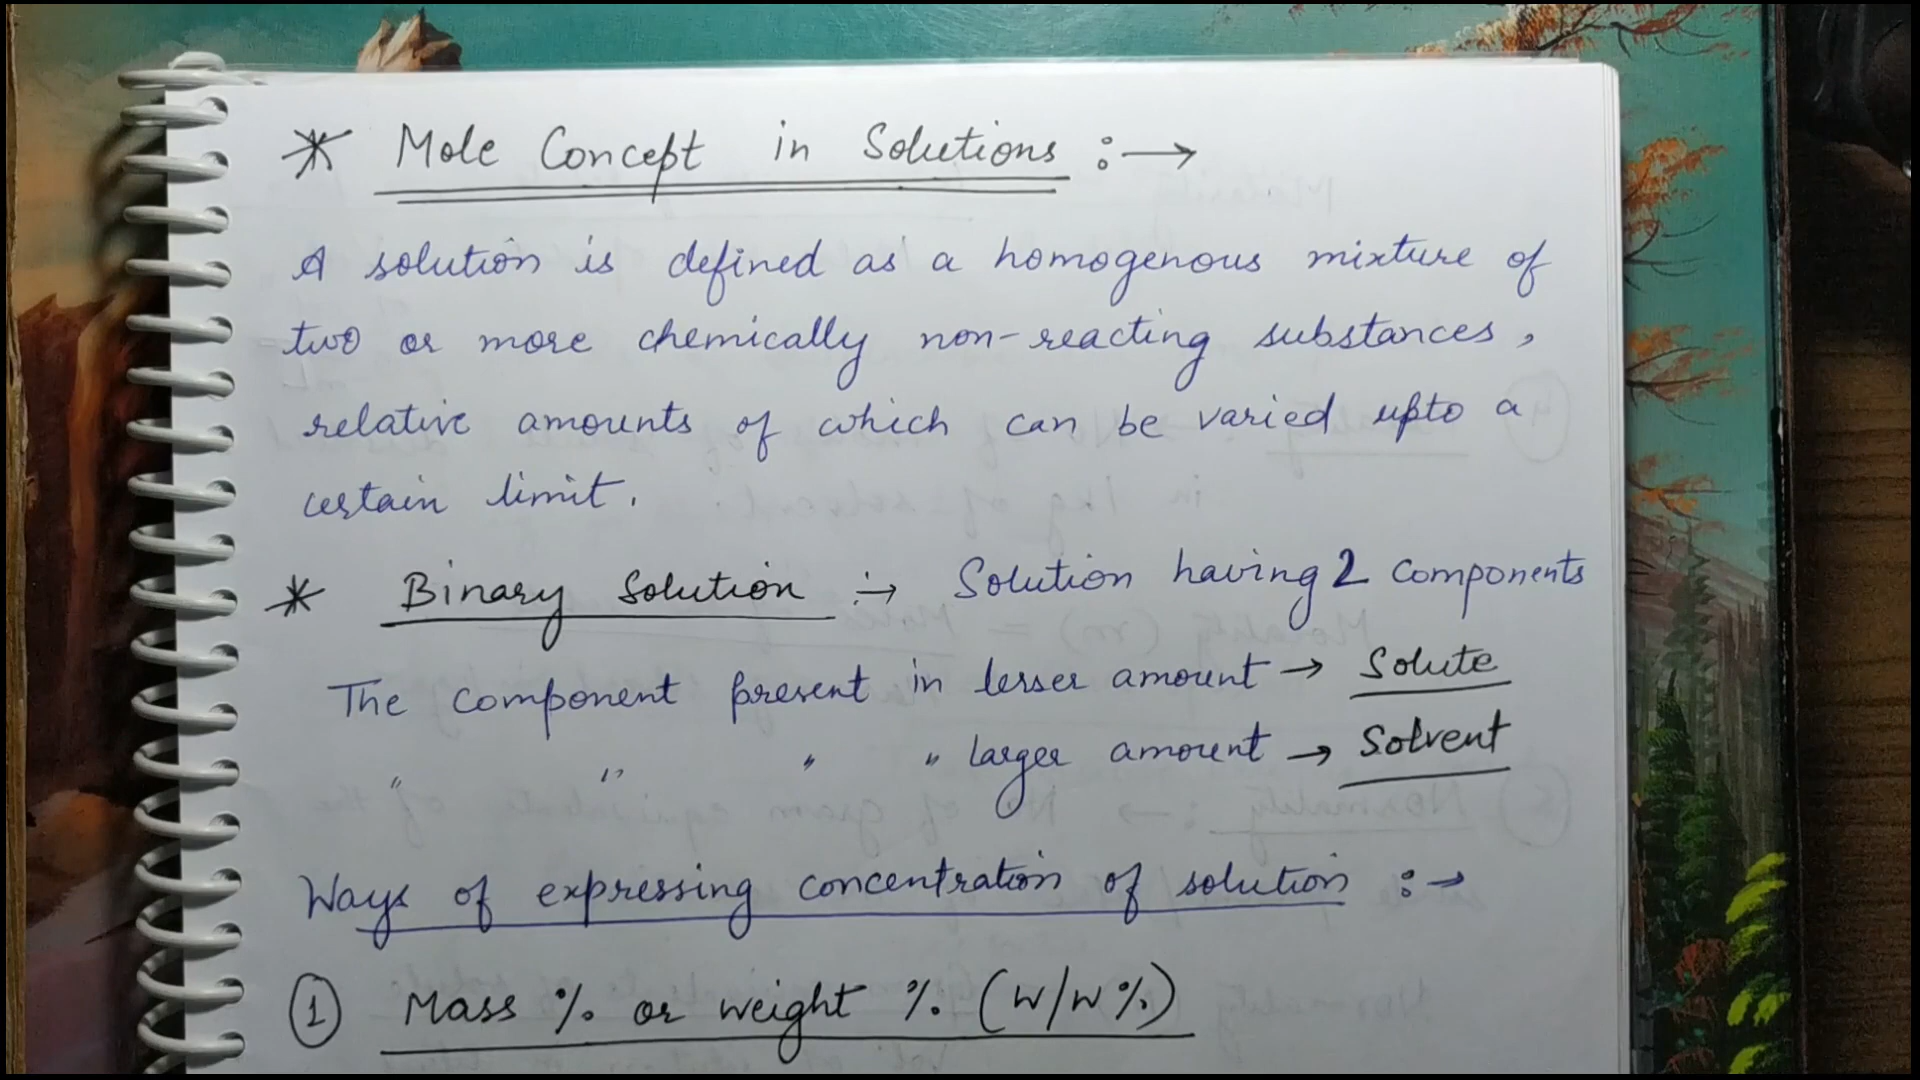 * Mole Concept in Solutions :→
A solution is defined as a homogenous mixture of
two or more chemically non-reacting substances,
relative amounts of which can be varied upto a
certain limit.
* Binary Solution :→ Solution having 2 components
The component present in lesser amount → Solute
" " " " larger amount → Solvent
Ways of expressing concentration of solution :→
① Mass % or weight % (W/W %)